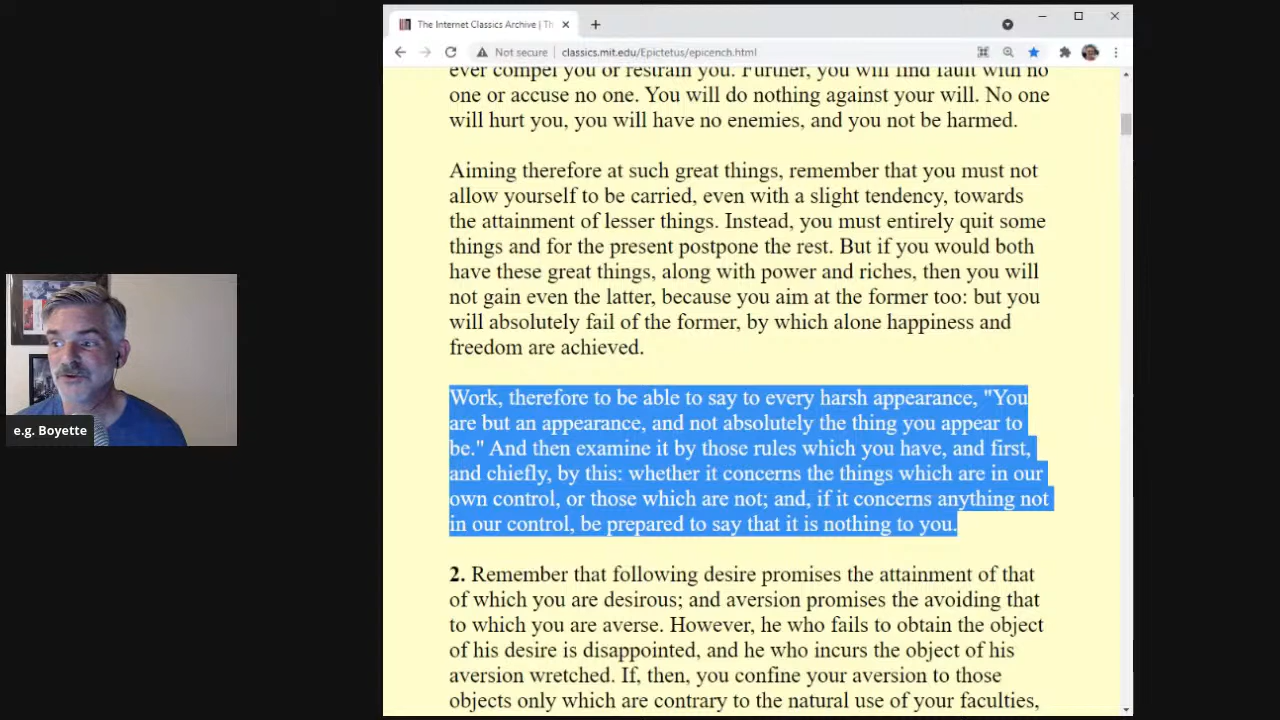 The Internet Classics Archive | Th
Not secure
classics.mit.edu/Epictetus/epicench.html
ever compel you or restrain you. Further, you will find fault with no
one or accuse no one. You will do nothing against your will. No one
will hurt you, you will have no enemies, and you not be harmed.
Aiming therefore at such great things, remember that you must not
allow yourself to be carried, even with a slight tendency, towards
the attainment of lesser things. Instead, you must entirely quit some
things and for the present postpone the rest. But if you would both
have these great things, along with power and riches, then you will
not gain even the latter, because you aim at the former too: but you
will absolutely fail of the former, by which alone happiness and
freedom are achieved.
Work, therefore to be able to say to every harsh appearance, "You
are but an appearance, and not absolutely the thing you appear to
be." And then examine it by those rules which you have, and first,
and chiefly, by this: whether it concerns the things which are in our
own control, or those which are not; and, if it concerns anything not
in our control, be prepared to say that it is nothing to you.
2. Remember that following desire promises the attainment of that
of which you are desirous; and aversion promises the avoiding that
to which you are averse. However, he who fails to obtain the object
of his desire is disappointed, and he who incurs the object of his
aversion wretched. If, then, you confine your aversion to those
objects only which are contrary to the natural use of your faculties,
e.g. Boyette